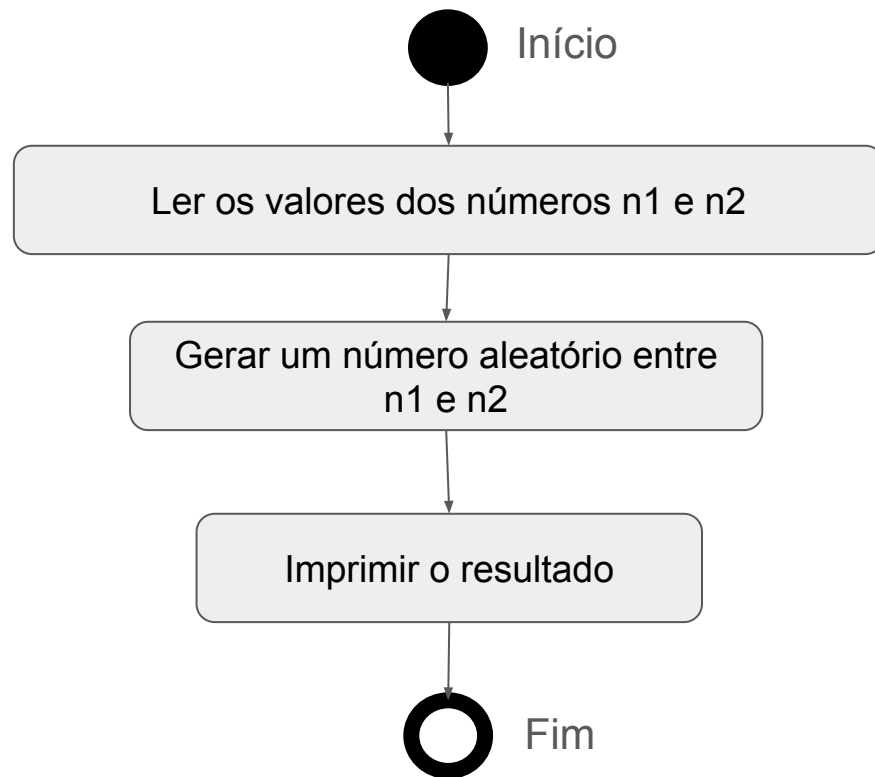 Início
Ler os valores dos números n1 e n2
Gerar um número aleatório entre
n1 e n2
Imprimir o resultado
Fim